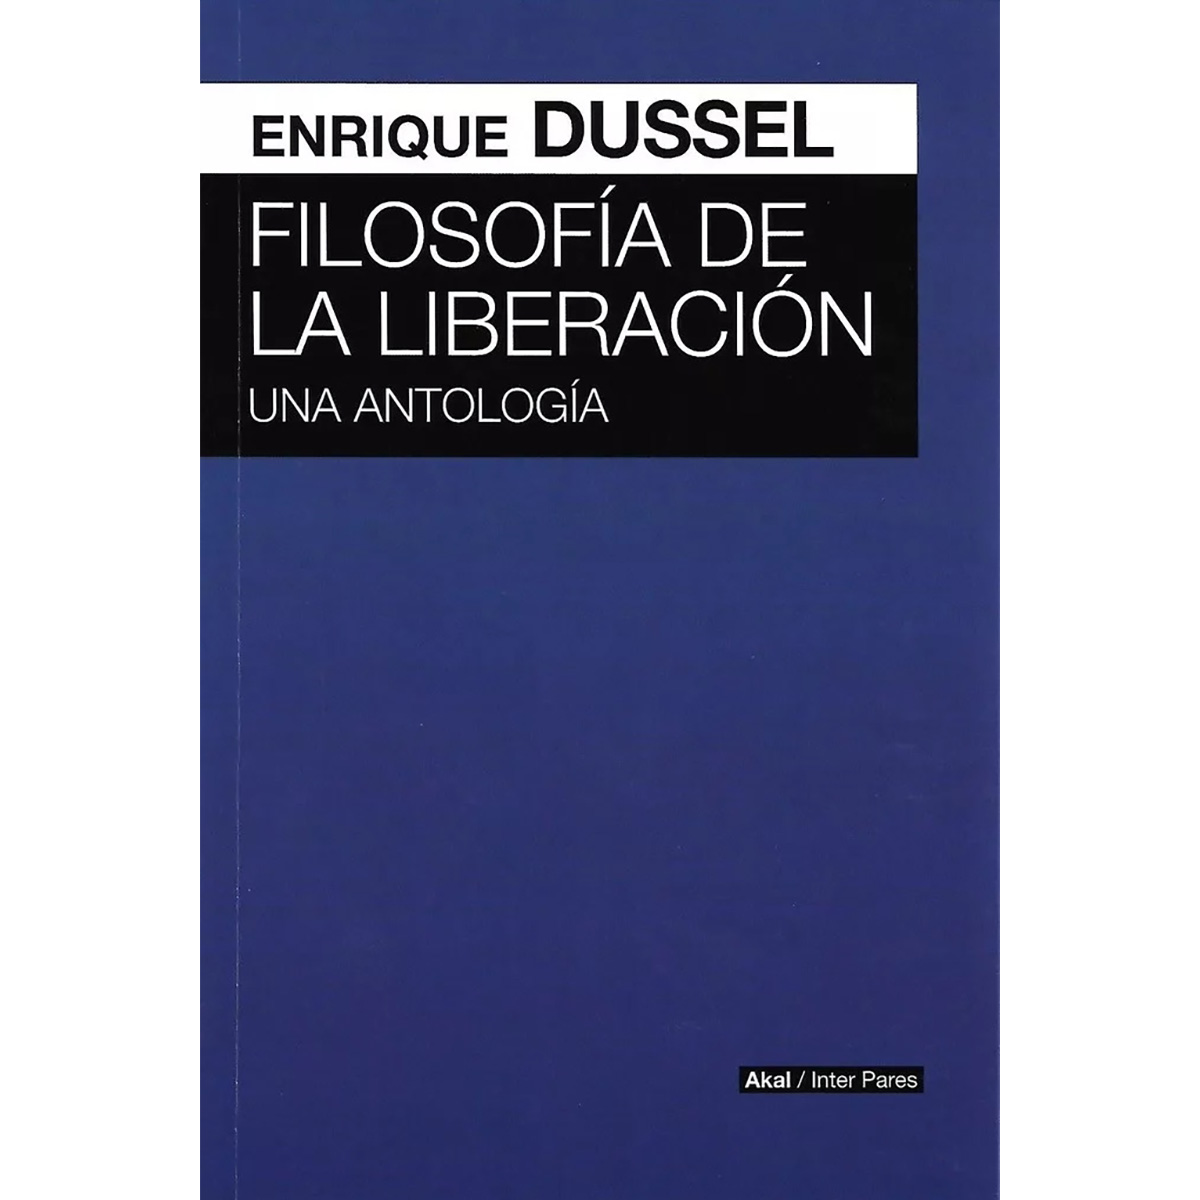 ENRIQUE DUSSEL
FILOSOFÍA DE
LA LIBERACIÓN
UNA ANTOLOGÍA
Akal / Inter Pares